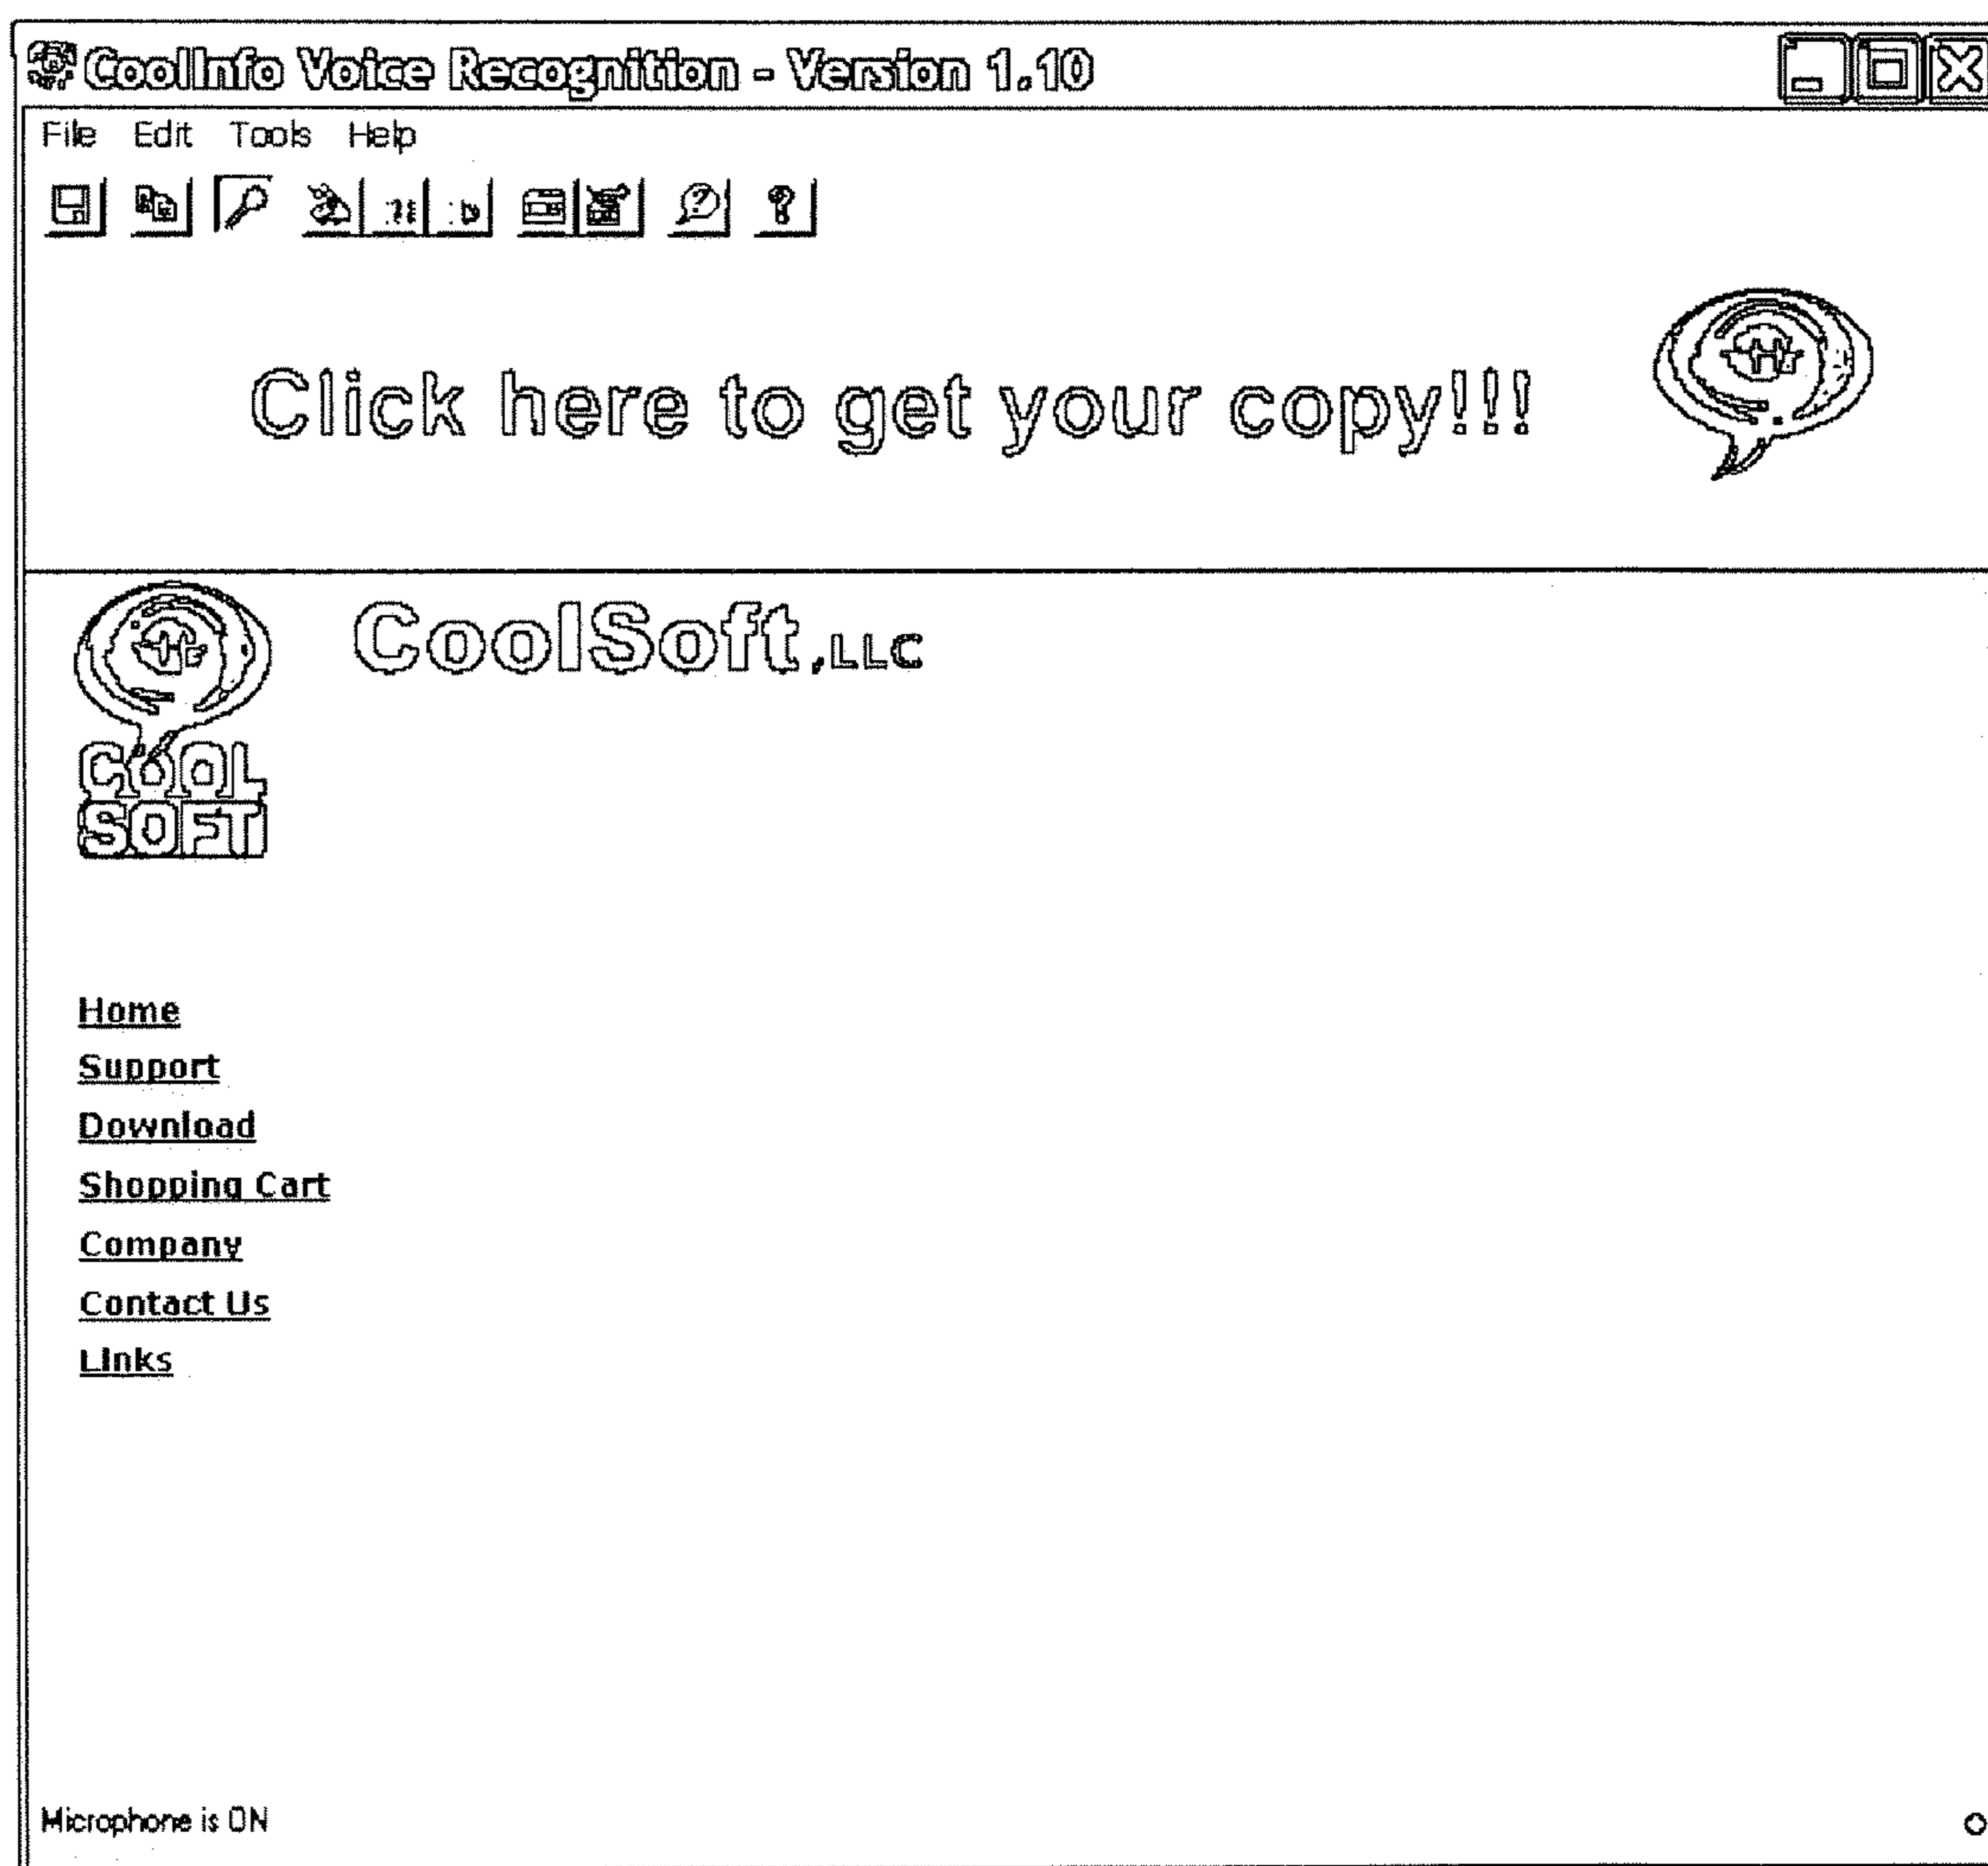 CoolInfo Voice Recognition - Version 1.10
File Edit Tools Help
Click here to get your copy!!!
CoolSoft,LLC
COOL
SOFT
Home
Support
Download
Shopping Cart
Company
Contact Us
Links
Microphone is ON